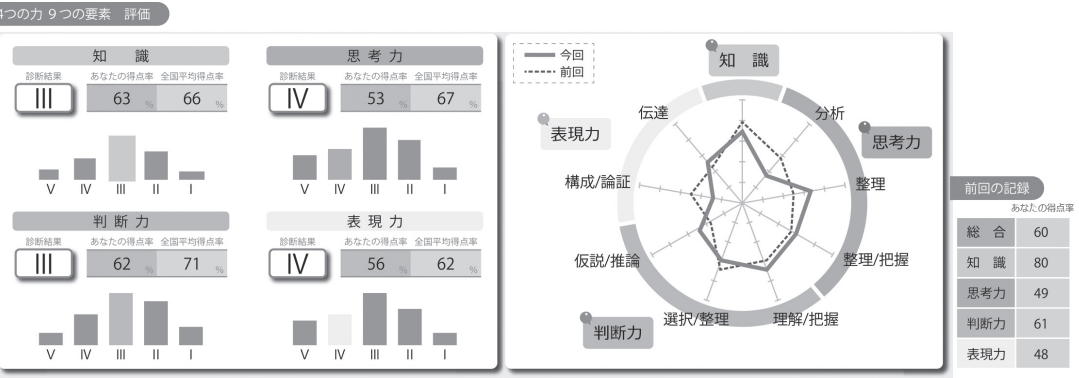 4つの力 9つの要素 評価
知 識
診断結果 あなたの得点率 全国平均得点率
III 63 % 66 %
V IV III II I
思 考 力
診断結果 あなたの得点率 全国平均得点率
IV 53 % 67 %
V IV III II I
判 断 力
診断結果 あなたの得点率 全国平均得点率
III 62 % 71 %
V IV III II I
表 現 力
診断結果 あなたの得点率 全国平均得点率
IV 56 % 62 %
V IV III II I
今回
前回
知 識
分析
思考力
整理
整理/把握
理解/把握
選択/整理
判断力
仮説/推論
構成/論証
表現力
伝達
前回の記録
あなたの得点率
総 合 60
知 識 80
思考力 49
判断力 61
表現力 48